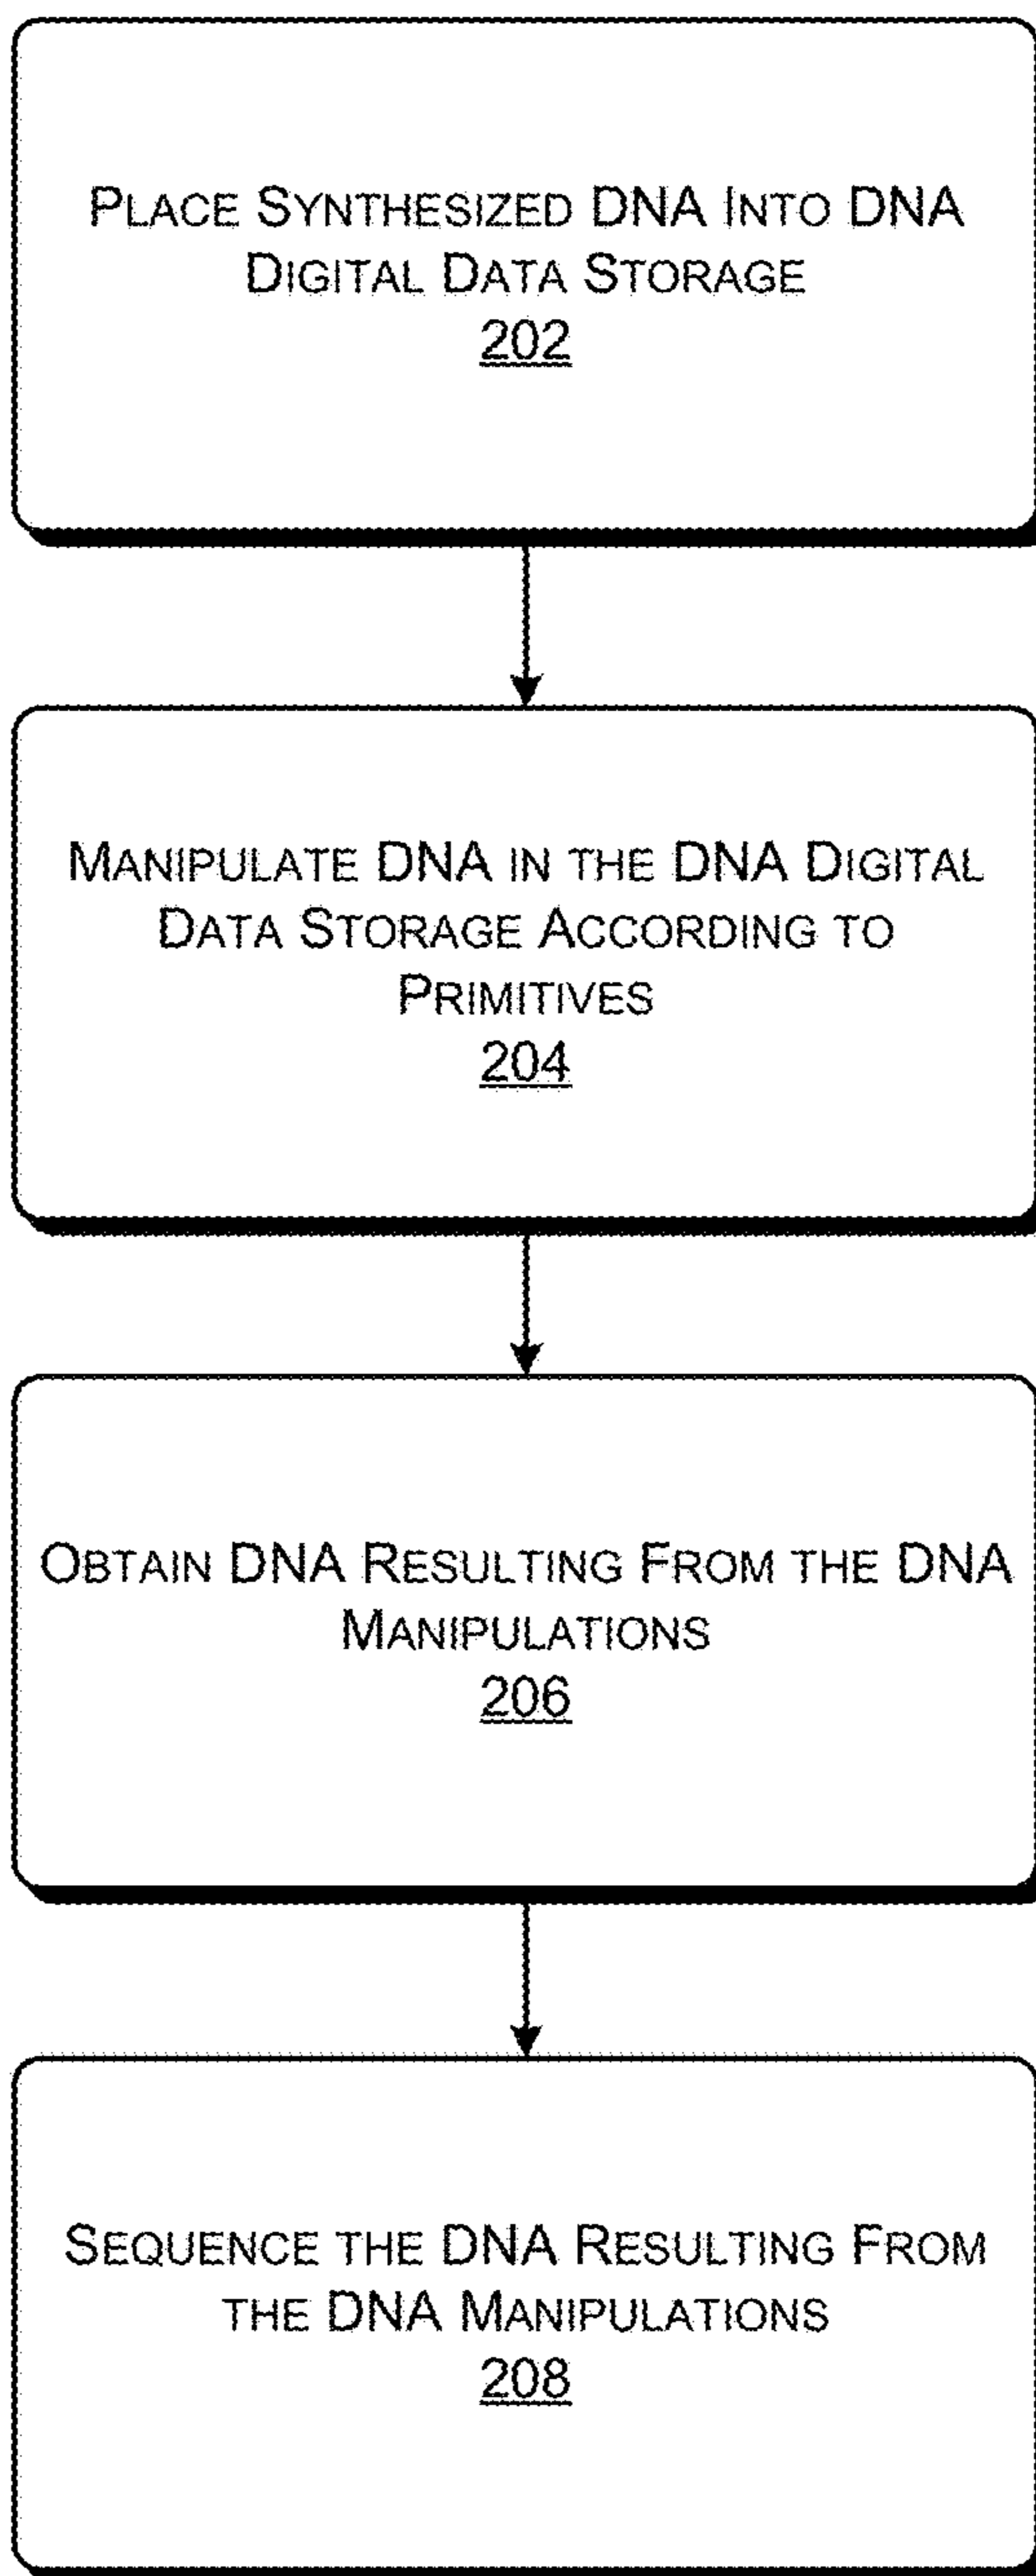 PLACE SYNTHESIZED DNA INTO DNA
DIGITAL DATA STORAGE
202
MANIPULATE DNA IN THE DNA DIGITAL
DATA STORAGE ACCORDING TO
PRIMITIVES
204
OBTAIN DNA RESULTING FROM THE DNA
MANIPULATIONS
206
SEQUENCE THE DNA RESULTING FROM
THE DNA MANIPULATIONS
208